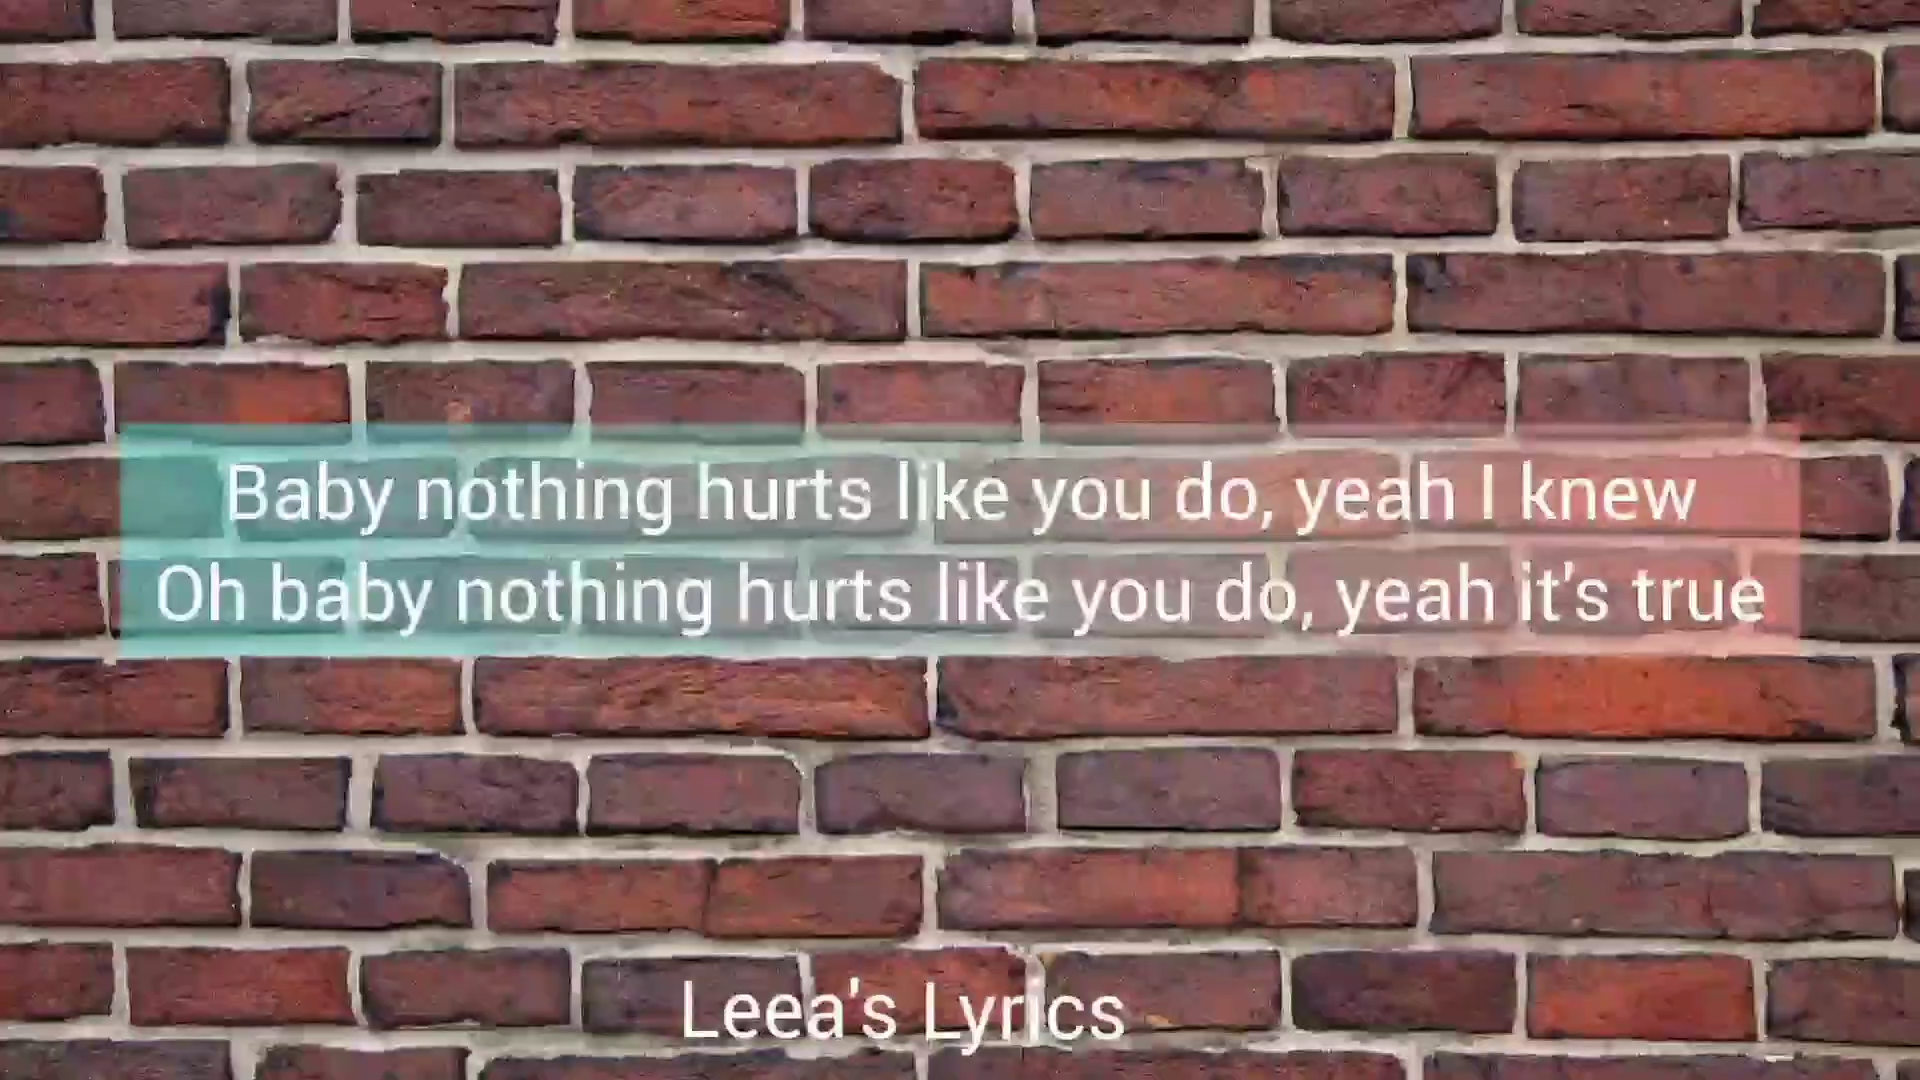 Baby nothing hurts like you do, yeah I knew
Oh baby nothing hurts like you do, yeah it's true
Leea's Lyrics